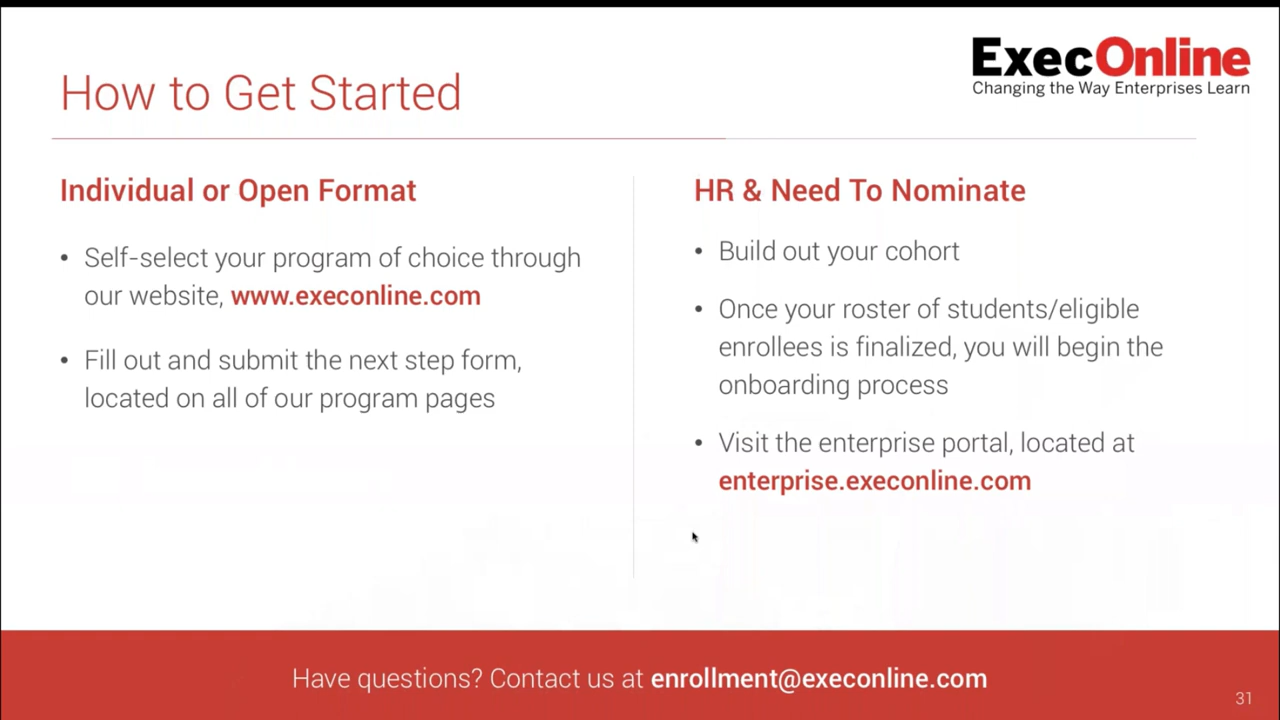 ExecOnline
Changing the Way Enterprises Learn
How to Get Started
Individual or Open Format
• Self-select your program of choice through
our website, www.execonline.com
• Fill out and submit the next step form,
located on all of our program pages
HR & Need To Nominate
• Build out your cohort
• Once your roster of students/eligible
enrollees is finalized, you will begin the
onboarding process
• Visit the enterprise portal, located at
enterprise.execonline.com
Have questions? Contact us at enrollment@execonline.com
31